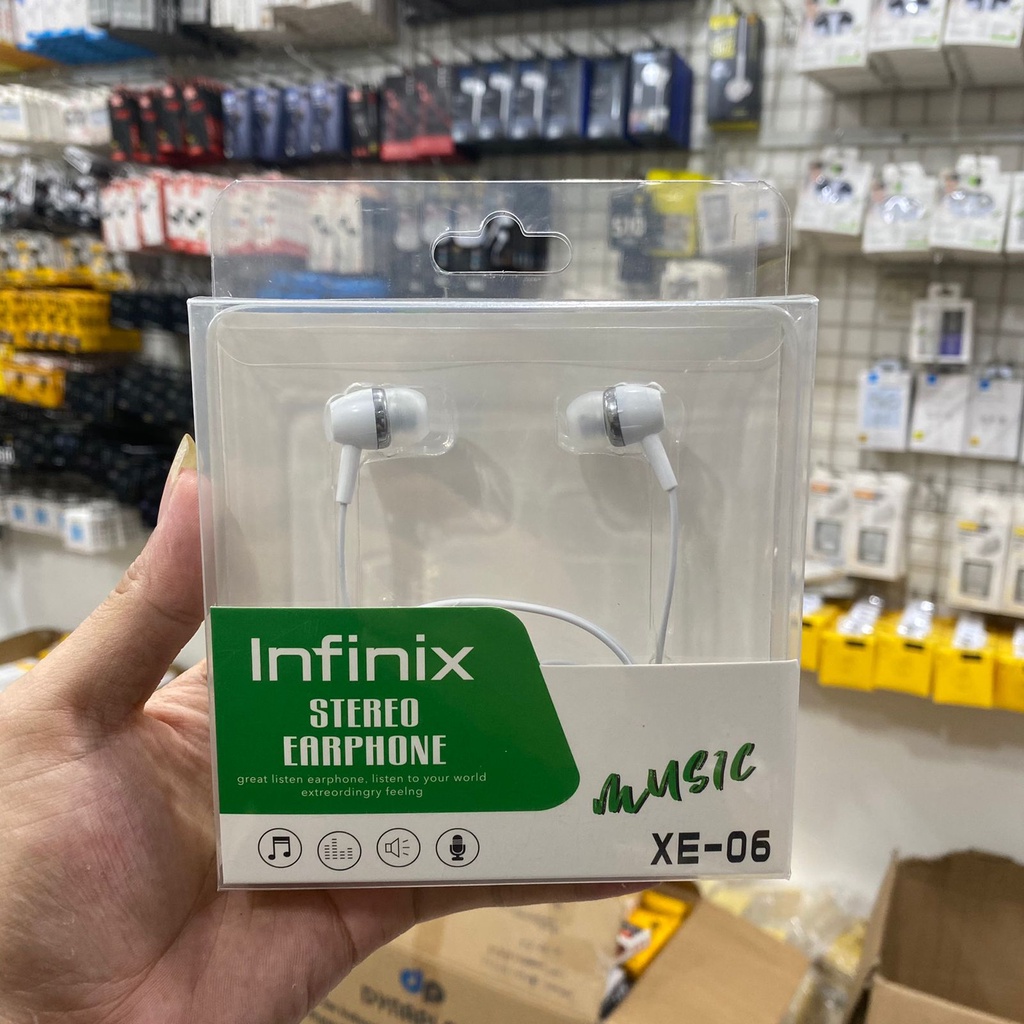 Infinix
STEREO
EARPHONE
great listen earphone, listen to your world
extreordingry feelng
MUSIC
XE-06